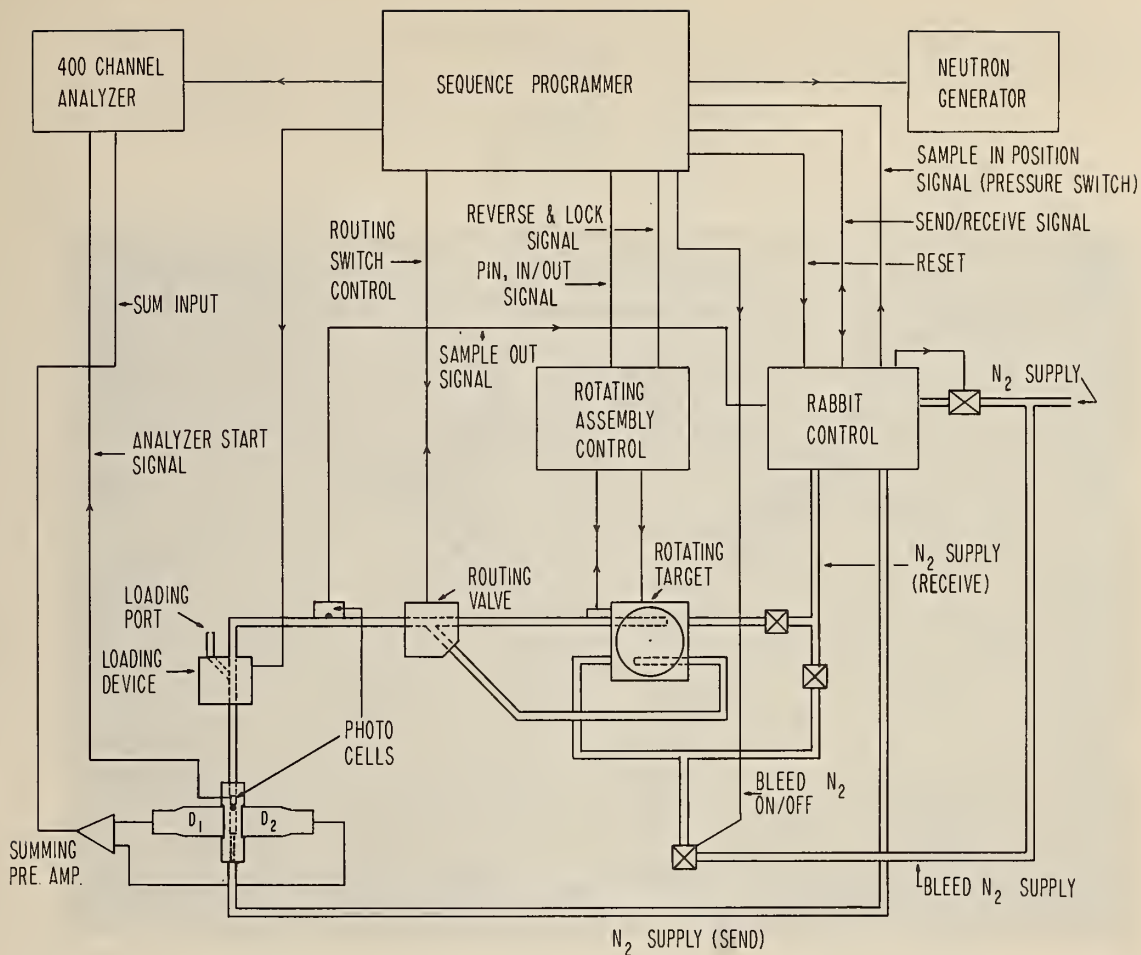 400 CHANNEL
ANALYZER
SEQUENCE PROGRAMMER
NEUTRON
GENERATOR
SAMPLE IN POSITION
SIGNAL (PRESSURE SWITCH)
SEND/RECEIVE SIGNAL
RESET
REVERSE & LOCK
SIGNAL
PIN, IN/OUT
SIGNAL
ROUTING
SWITCH
CONTROL
SUM INPUT
SAMPLE OUT
SIGNAL
ROTATING
ASSEMBLY
CONTROL
RABBIT
CONTROL
N2 SUPPLY
ANALYZER START
SIGNAL
N2 SUPPLY
(RECEIVE)
ROTATING
TARGET
ROUTING
VALVE
LOADING
PORT
LOADING
DEVICE
PHOTO
CELLS
BLEED N2
ON/OFF
D1
D2
SUMMING
PRE. AMP.
BLEED N2 SUPPLY
N2 SUPPLY (SEND)